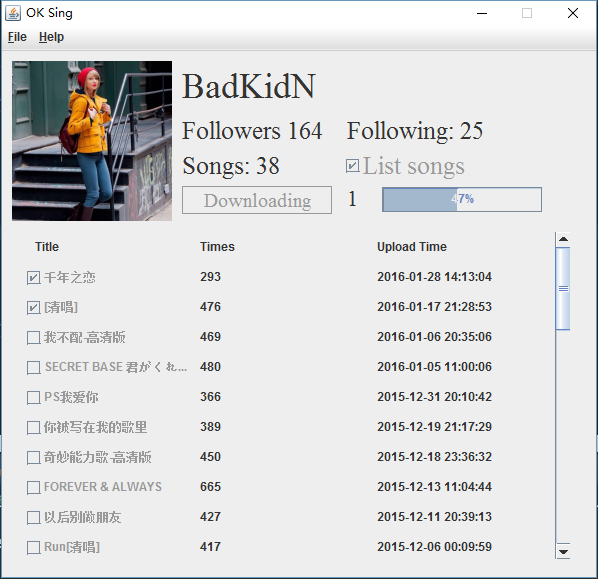 OK Sing
File Help
BadKidN
Followers 164 Following: 25
Songs: 38 List songs
Downloading 1 47%
Title Times Upload Time
千年之恋 293 2016-01-28 14:13:04
[清唱] 476 2016-01-17 21:28:53
我不配-高清版 469 2016-01-06 20:35:06
SECRET BASE 君がくれ... 480 2016-01-05 11:00:06
PS我爱你 366 2015-12-31 20:10:42
你被写在我的歌里 389 2015-12-19 21:17:29
奇妙能力歌-高清版 450 2015-12-18 23:36:32
FOREVER & ALWAYS 665 2015-12-13 11:04:44
以后别做朋友 427 2015-12-11 20:39:13
Run[清唱] 417 2015-12-06 00:09:59